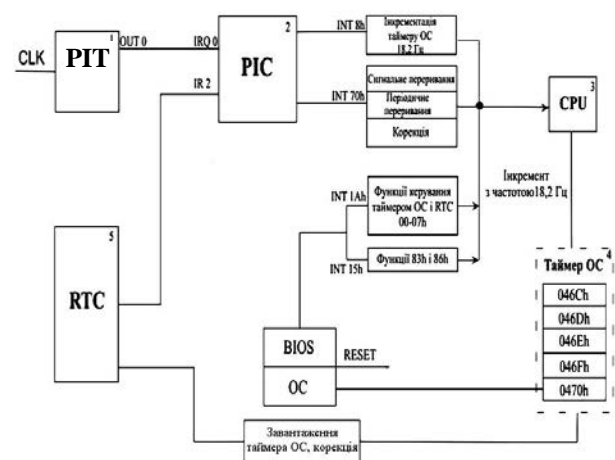 CLK
1
PIT
OUT 0
IRQ 0
IR 2
2
PIC
INT 8h
INT 70h
Інкрементація
таймеру ОС
18,2 Гц
Сигнальне переривання
Періодичне
переривання
Корекція
3
CPU
Інкремент
з частотою18,2 Гц
INT 1Ah
Функції керування
таймером ОС і RTC
00-07h
INT 15h
Функції 83h і 86h
5
RTC
BIOS
ОС
RESET
4
Таймер ОС
046Ch
046Dh
046Eh
046Fh
0470h
Завантаження
таймера ОС, корекція